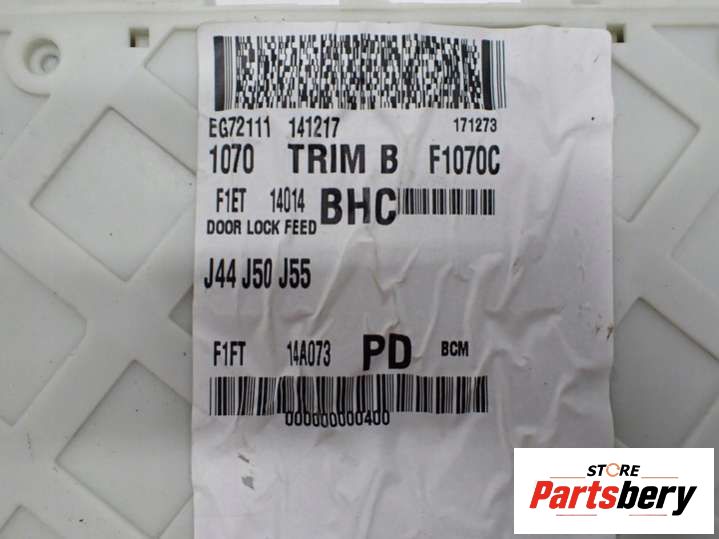 EG72111 141217 171273
1070 TRIM B F1070C
F1ET 14014 BHC
DOOR LOCK FEED
J44 J50 J55
F1FT 14A073 PD BCM
000000000400
STORE
Partsbery